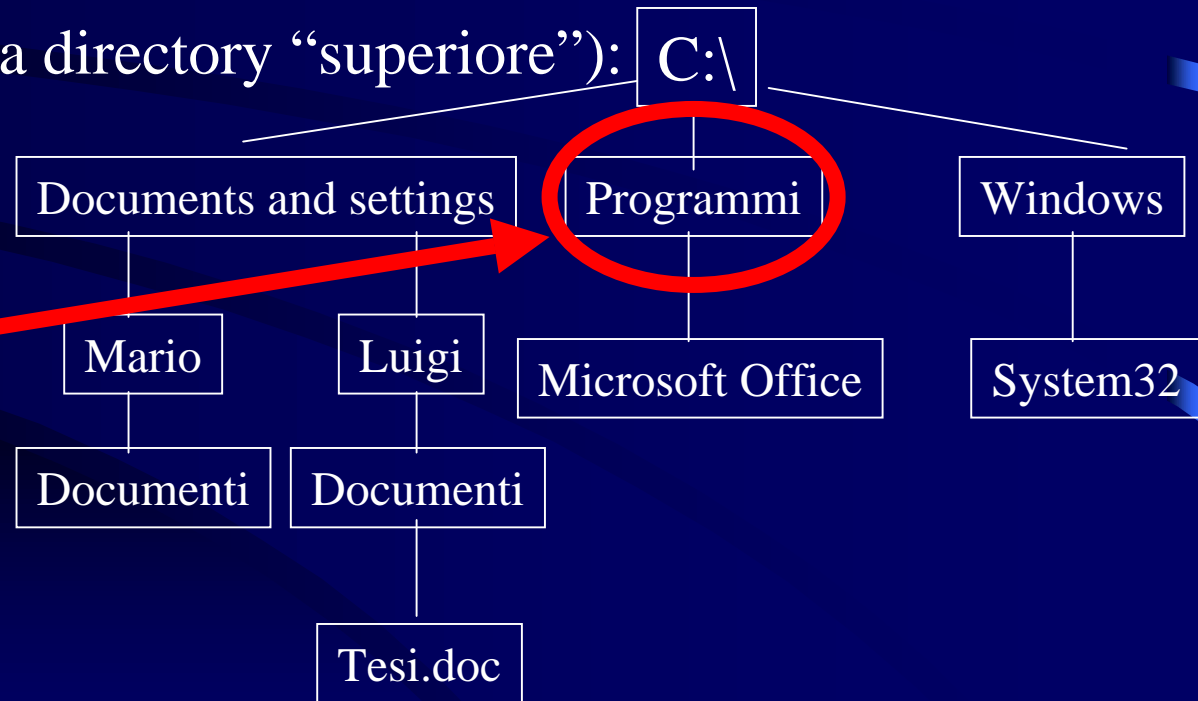 a directory “superiore”):
C:\
Documents and settings
Programmi
Windows
Mario
Luigi
Microsoft Office
System32
Documenti
Documenti
Tesi.doc